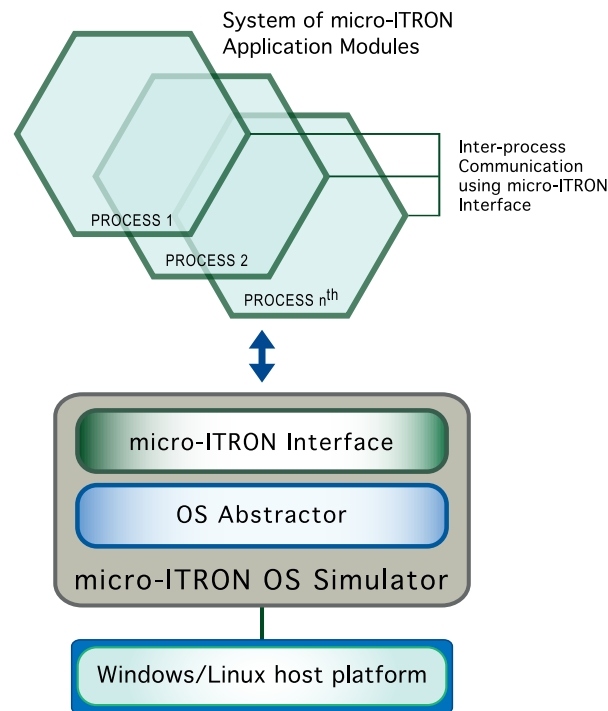 System of micro-ITRON
Application Modules
Inter-process
Communication
using micro-ITRON
Interface
PROCESS 1
PROCESS 2
PROCESS nth
micro-ITRON Interface
OS Abstractor
micro-ITRON OS Simulator
Windows/Linux host platform